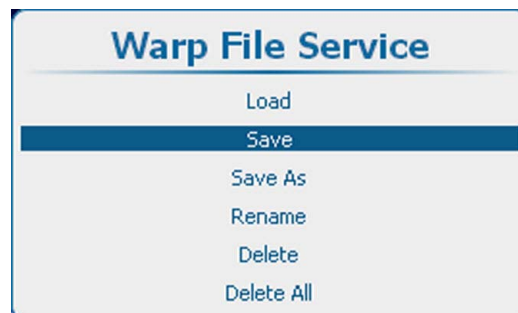 Warp File Service
Load
Save
Save As
Rename
Delete
Delete All